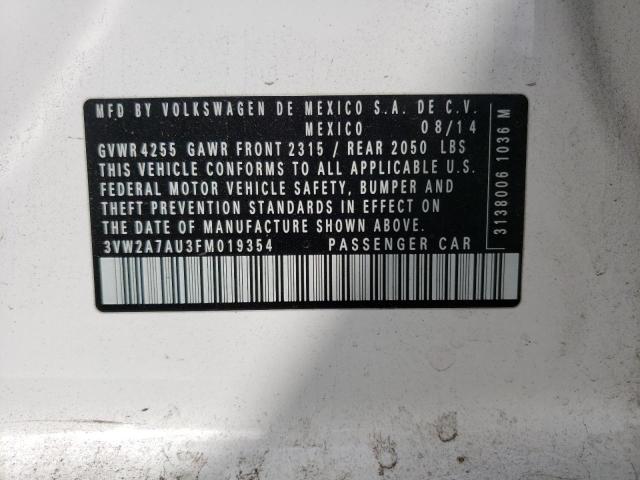 MFD BY VOLKSWAGEN DE MEXICO S.A. DE C.V.
MEXICO 08/14
GVWR 4255 GAWR FRONT 2315 / REAR 2050 LBS
THIS VEHICLE CONFORMS TO ALL APPLICABLE U.S.
FEDERAL MOTOR VEHICLE SAFETY, BUMPER AND
THEFT PREVENTION STANDARDS IN EFFECT ON
THE DATE OF MANUFACTURE SHOWN ABOVE.
3VW2A7AU3FM019354 PASSENGER CAR
3138006 1036 M